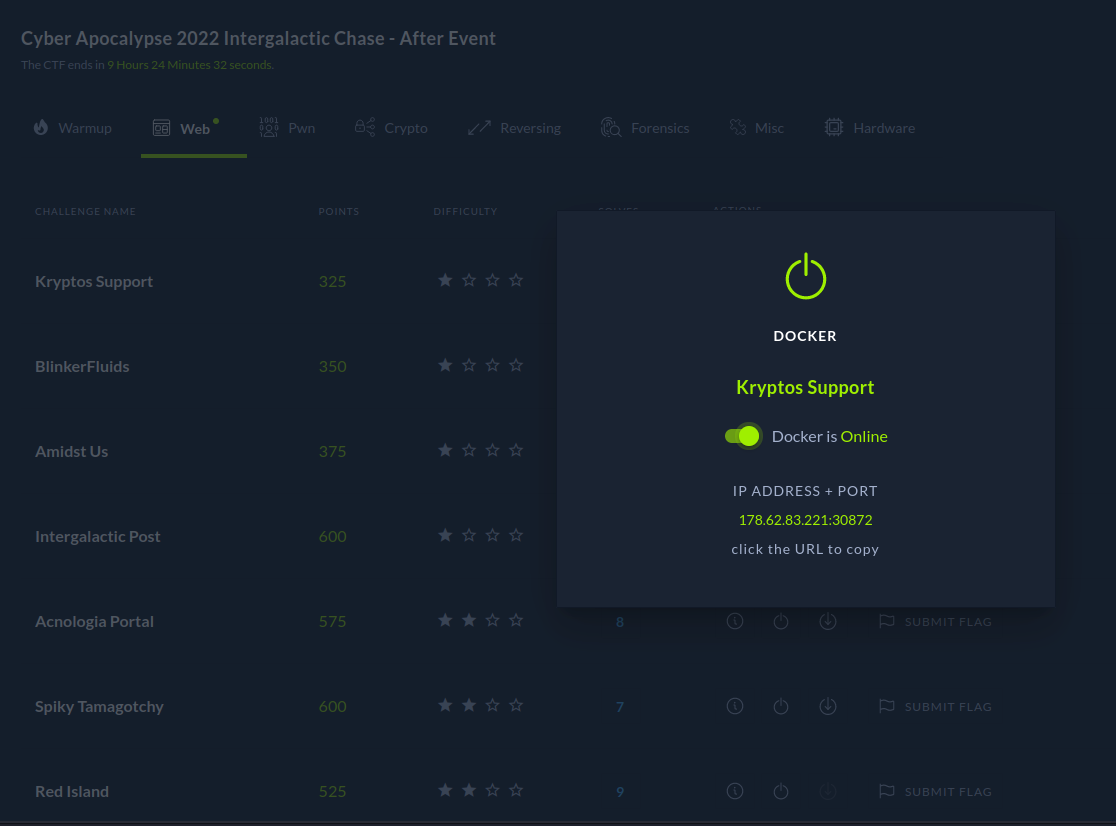 Cyber Apocalypse 2022 Intergalactic Chase - After Event
The CTF ends in 9 Hours 24 Minutes 32 seconds.
Warmup Web Pwn Crypto Reversing Forensics Misc Hardware
CHALLENGE NAME POINTS DIFFICULTY
Kryptos Support 325
BlinkerFluids 350
Amidst Us 375
Intergalactic Post 600
Acnologia Portal 575 8 SUBMIT FLAG
Spiky Tamagotchy 600 7 SUBMIT FLAG
Red Island 525 9 SUBMIT FLAG
DOCKER
Kryptos Support
Docker is Online
IP ADDRESS + PORT
178.62.83.221:30872
click the URL to copy